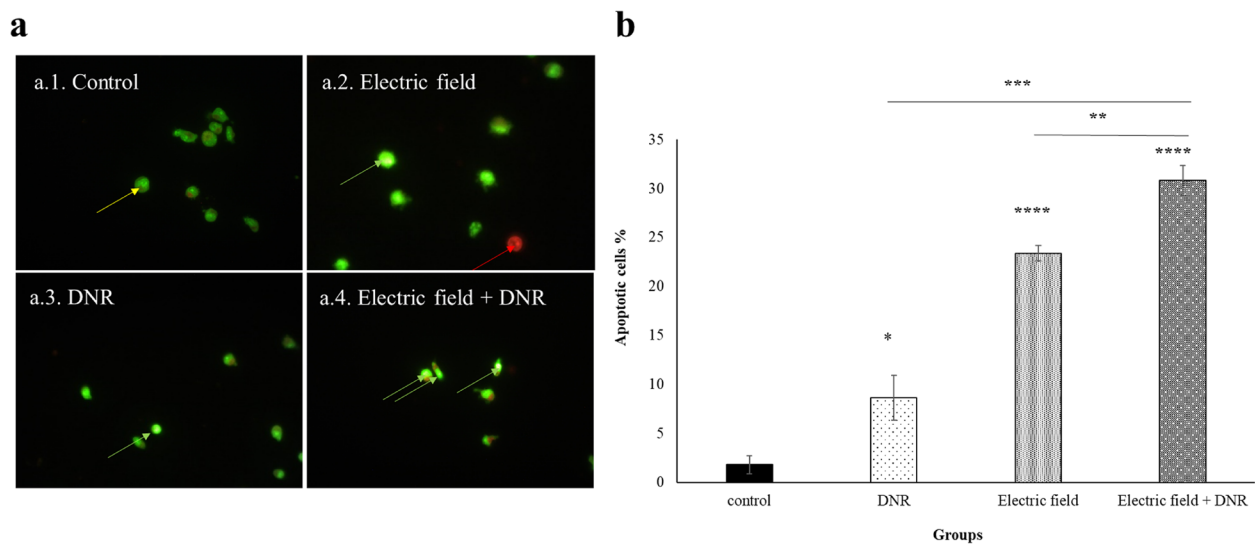 a
a.1. Control
a.2. Electric field
a.3. DNR
a.4. Electric field + DNR
b
***
**
****
****
*
Apoptotic cells %
35
30
25
20
15
10
5
0
control
DNR
Electric field
Electric field + DNR
Groups